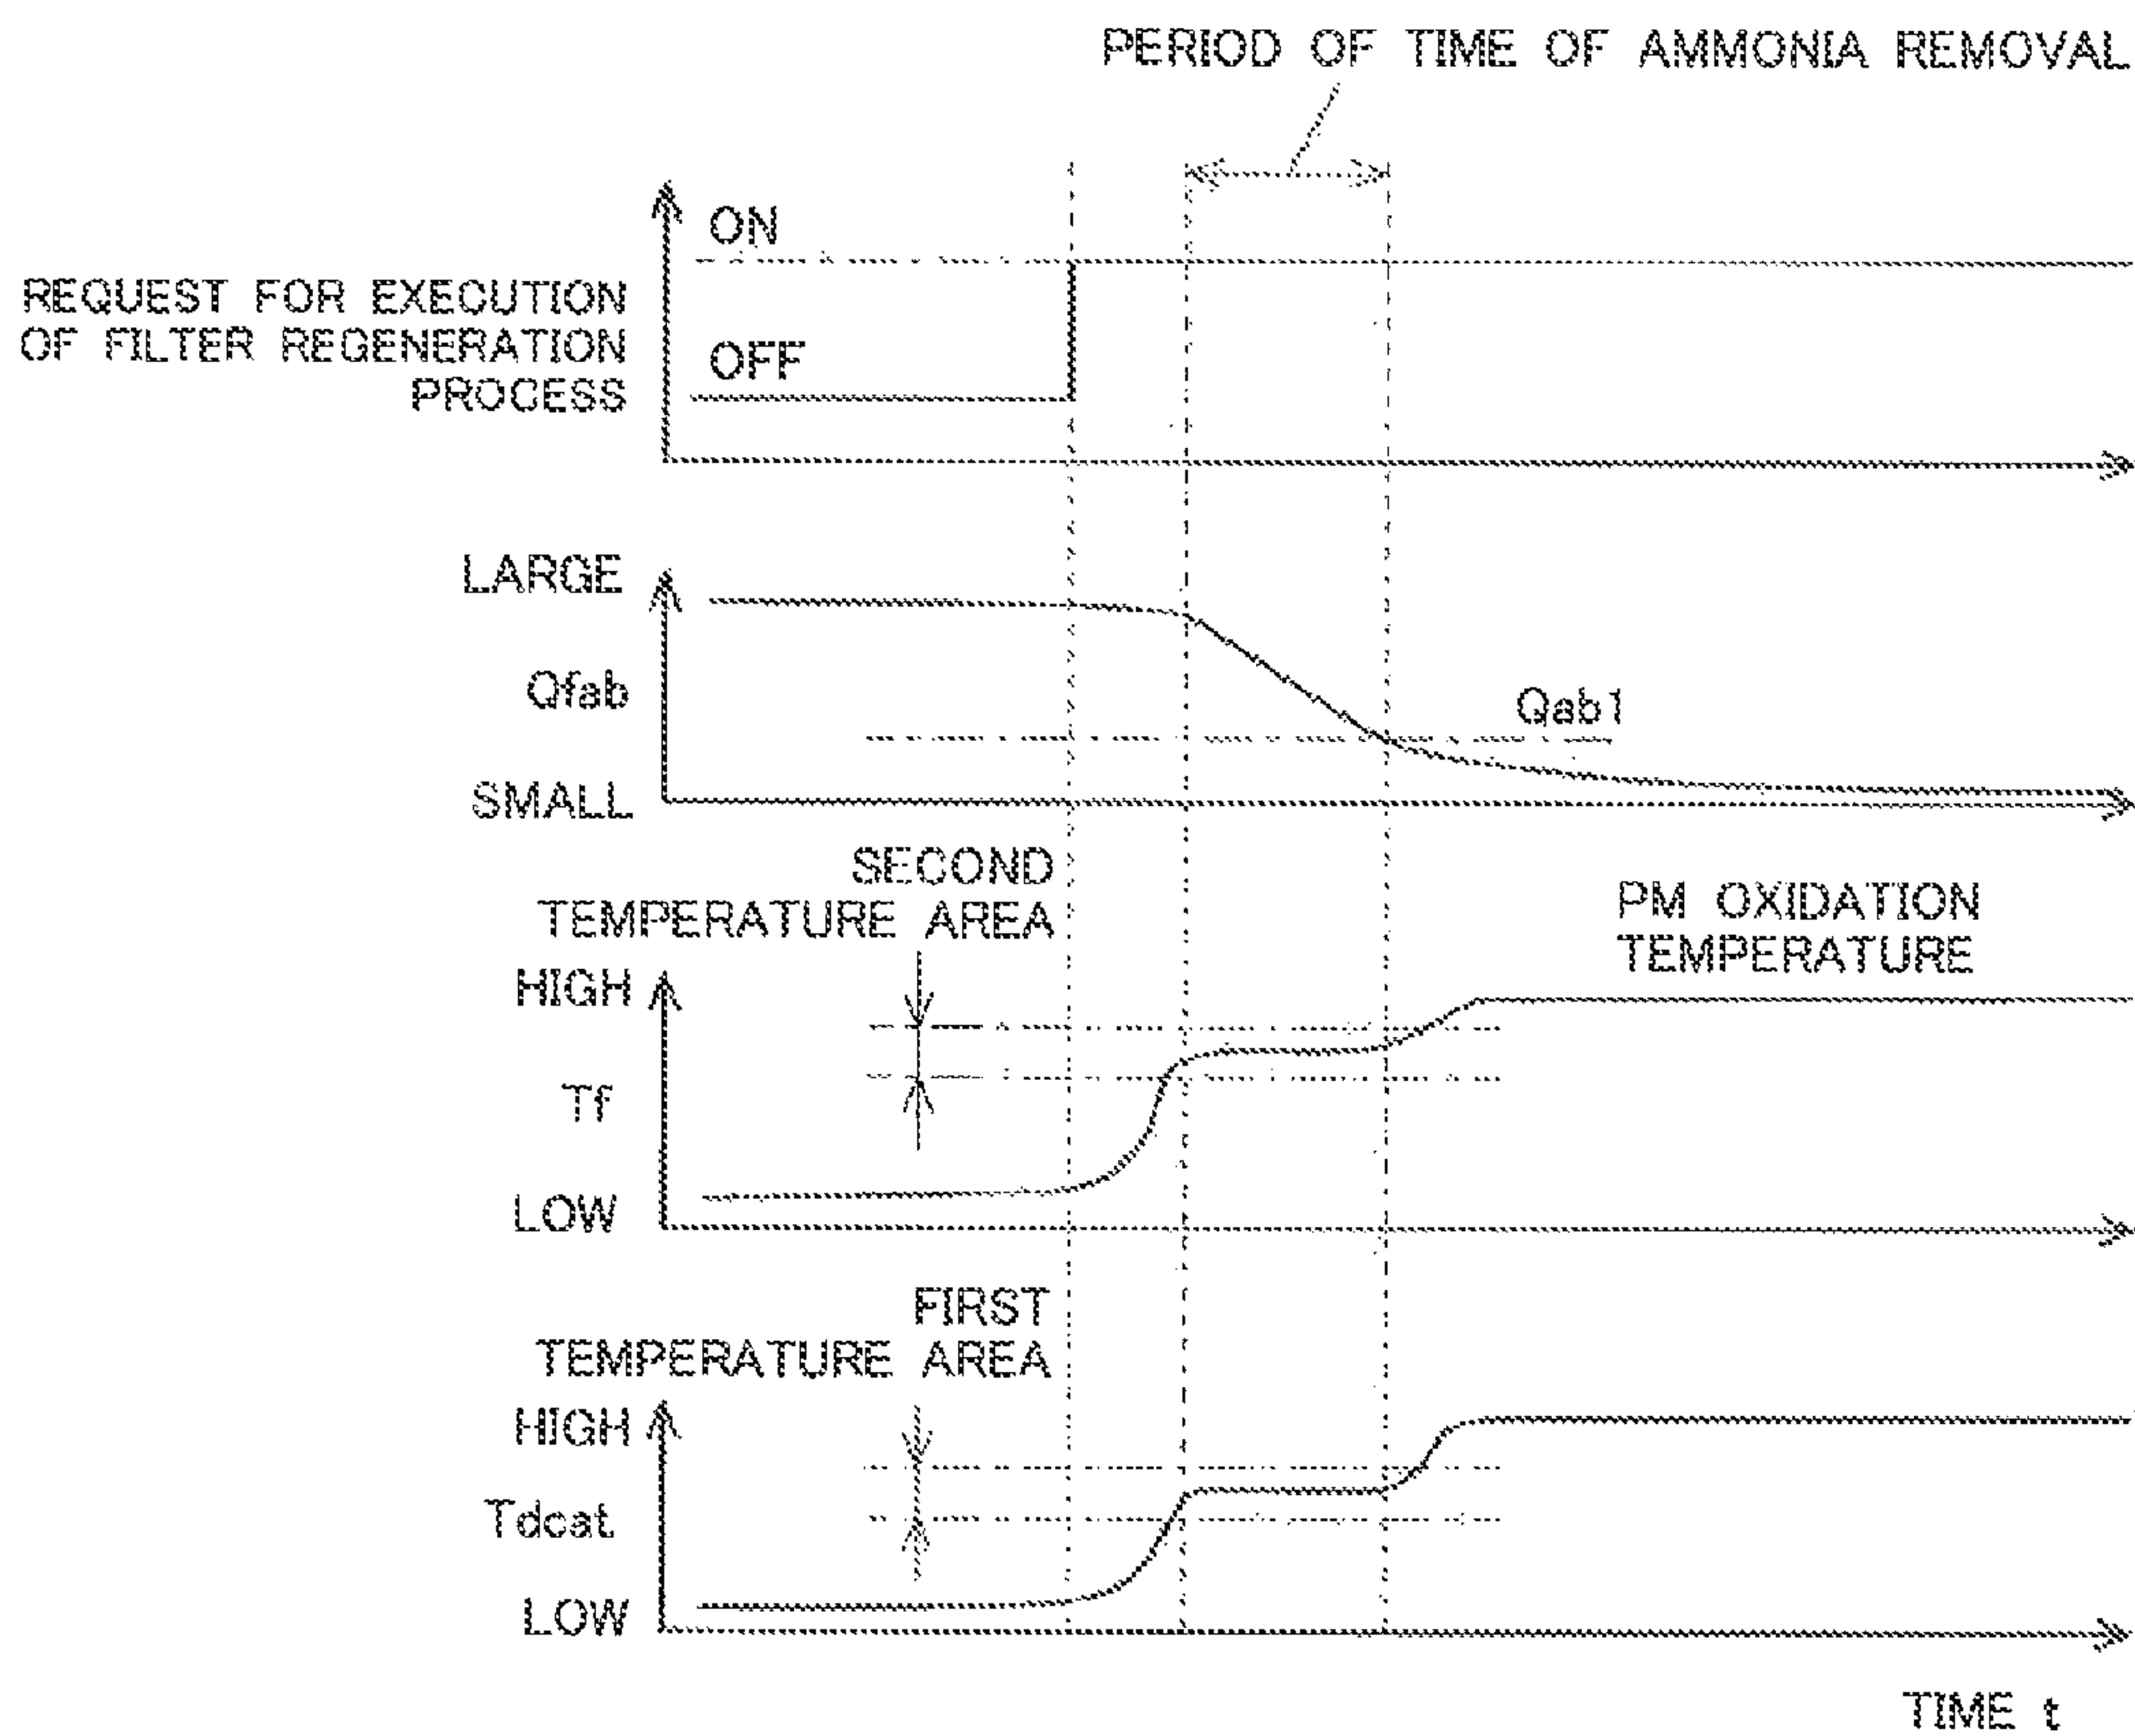 PERIOD OF TIME OF AMMONIA REMOVAL
ON
REQUEST FOR EXECUTION
OF FILTER REGENERATION
PROCESS
OFF
LARGE
Qfab
Qab1
SMALL
SECOND
TEMPERATURE AREA
PM OXIDATION
TEMPERATURE
HIGH
Tf
LOW
FIRST
TEMPERATURE AREA
HIGH
Tdcat
LOW
TIME t